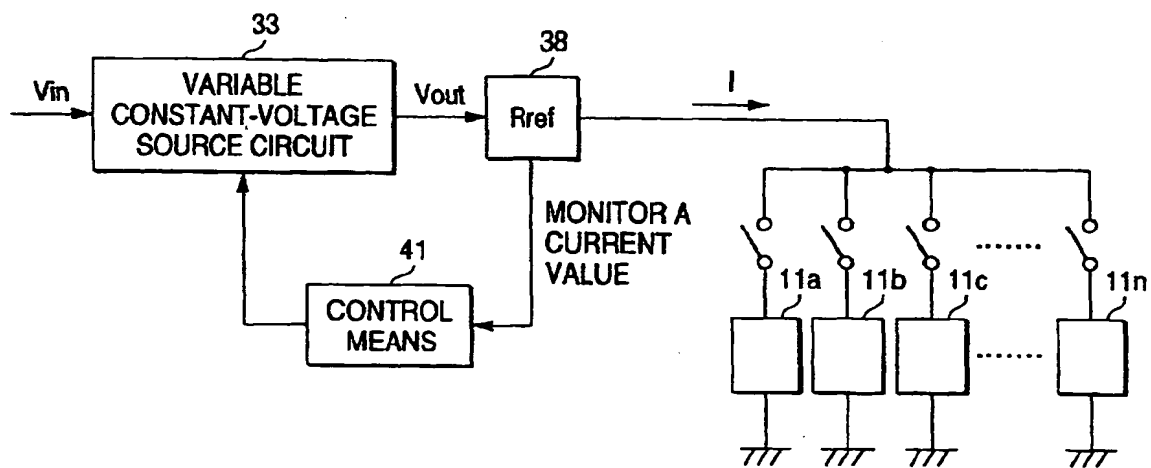 33
VARIABLE
CONSTANT-VOLTAGE
SOURCE CIRCUIT
Vin
Vout
38
Rref
I
MONITOR A
CURRENT
VALUE
41
CONTROL
MEANS
11a
11b
11c
11n